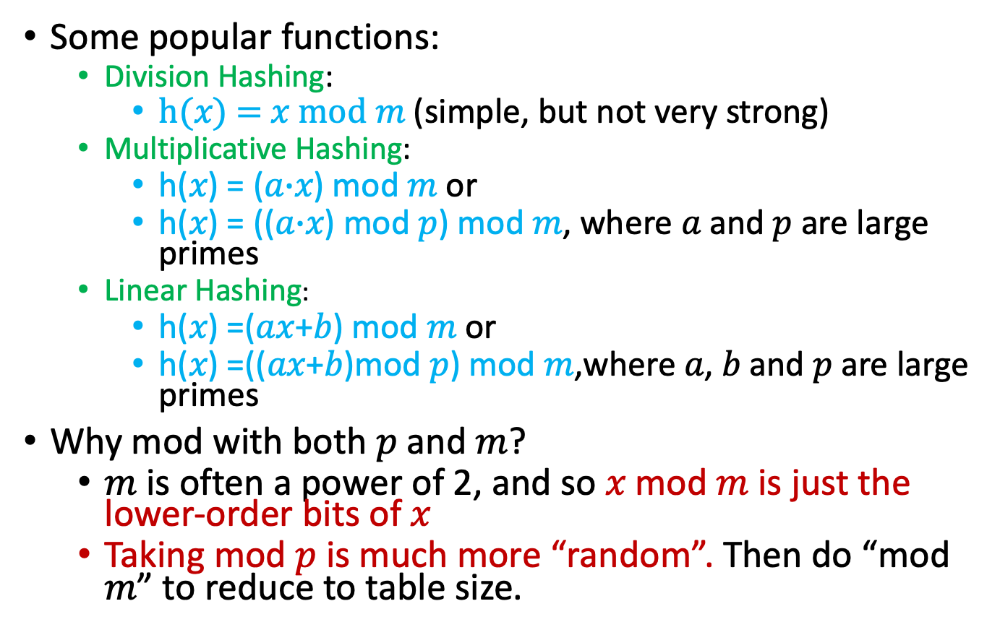 • Some popular functions:
• Division Hashing:
• h(x) = x mod m (simple, but not very strong)
• Multiplicative Hashing:
• h(x) = (a·x) mod m or
• h(x) = ((a·x) mod p) mod m, where a and p are large
primes
• Linear Hashing:
• h(x) =(ax+b) mod m or
• h(x) =((ax+b)mod p) mod m,where a, b and p are large
primes
• Why mod with both p and m?
• m is often a power of 2, and so x mod m is just the
lower-order bits of x
• Taking mod p is much more “random”. Then do “mod
m” to reduce to table size.